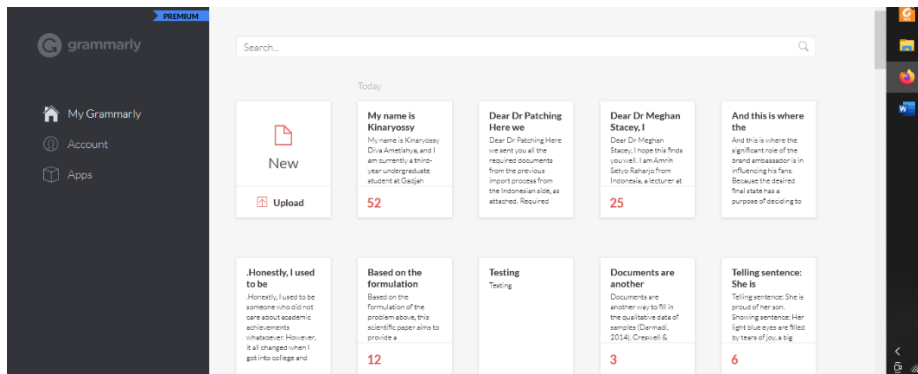 PREMIUM
grammarly
Search...
My Grammarly
Account
Apps
Today
New
Upload
My name is
Kinaryossy
My name is Kinaryossy
Diva Ametishya, and I
am currently a third-
year undergraduate
student at Gadjah
52
Dear Dr Patching
Here we
Dear Dr Patching Here
we sent you all the
required documents
from the previous
import process from
the Indonesian side, as
attached. Required
Dear Dr Meghan
Stacey, I
Dear Dr Meghan
Stacey, I hope this finds
you well. I am Amrih
Setyo Raharjo from
Indonesia, a lecturer at
25
And this is where
the
And this is where the
significant role of the
brand ambassador is in
influencing his fans.
Because the desired
final state has a
purpose of deciding to
.Honestly, I used
to be
.Honestly, I used to be
someone who did not
care about academic
achievements
whatsoever. However,
it all changed when I
got into college and
Based on the
formulation
Based on the
formulation of the
problem above, this
scientific paper aims to
provide a
12
Testing
Testing
Documents are
another
Documents are
another way to fill in
the qualitative data of
samples (Darmadi,
2014). Creswell &
3
Telling sentence:
She is
Telling sentence: She is
proud of her son.
Showing sentence: Her
light blue eyes are filled
by tears of joy, a big
6